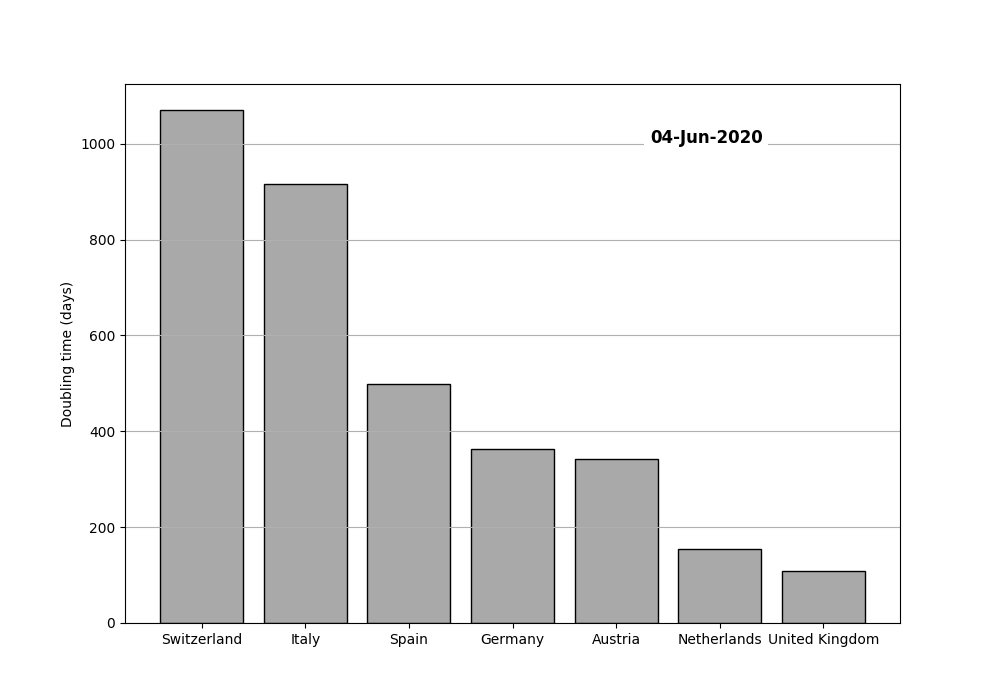 04-Jun-2020
1000
800
600
400
200
0
Doubling time (days)
Switzerland Italy Spain Germany Austria Netherlands United Kingdom